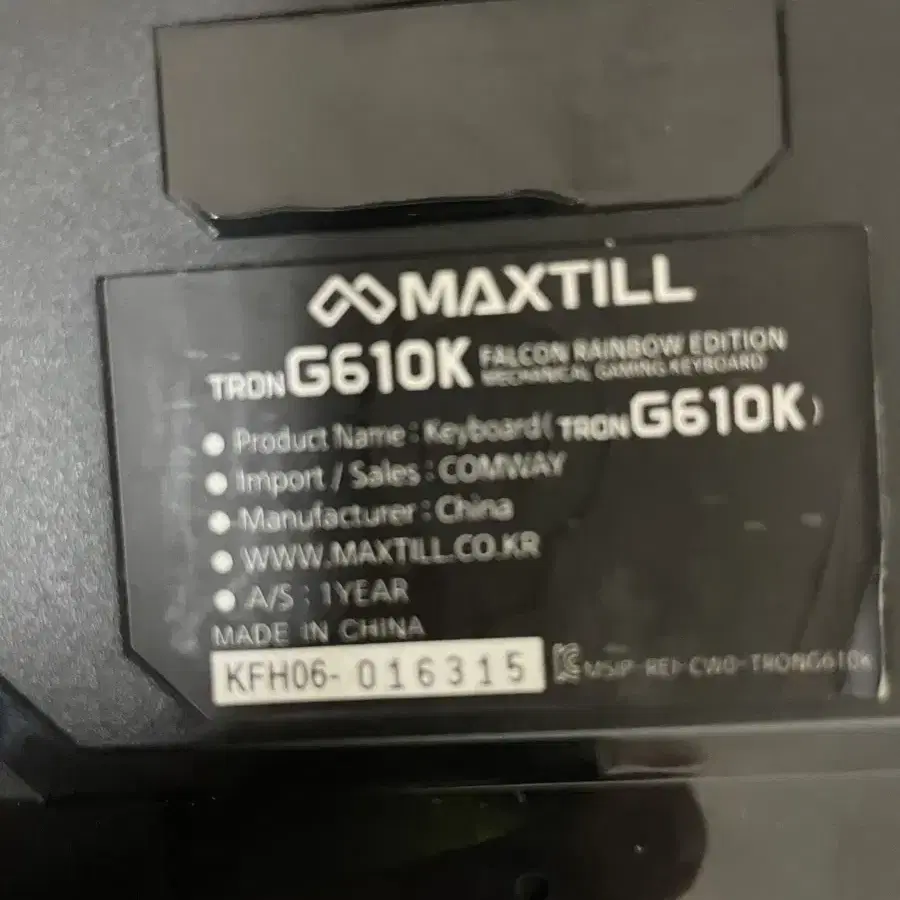 MAXTILL
TRON G610K FALCON RAINBOW EDITION
MECHANICAL GAMING KEYBOARD
Product Name : Keyboard( TRON G610K )
Import / Sales : COMWAY
Manufacturer : China
WWW.MAXTILL.CO.KR
A/S : 1YEAR
MADE IN CHINA
KFH06- 016315
MSIP-REI-CW0-TRONG610K